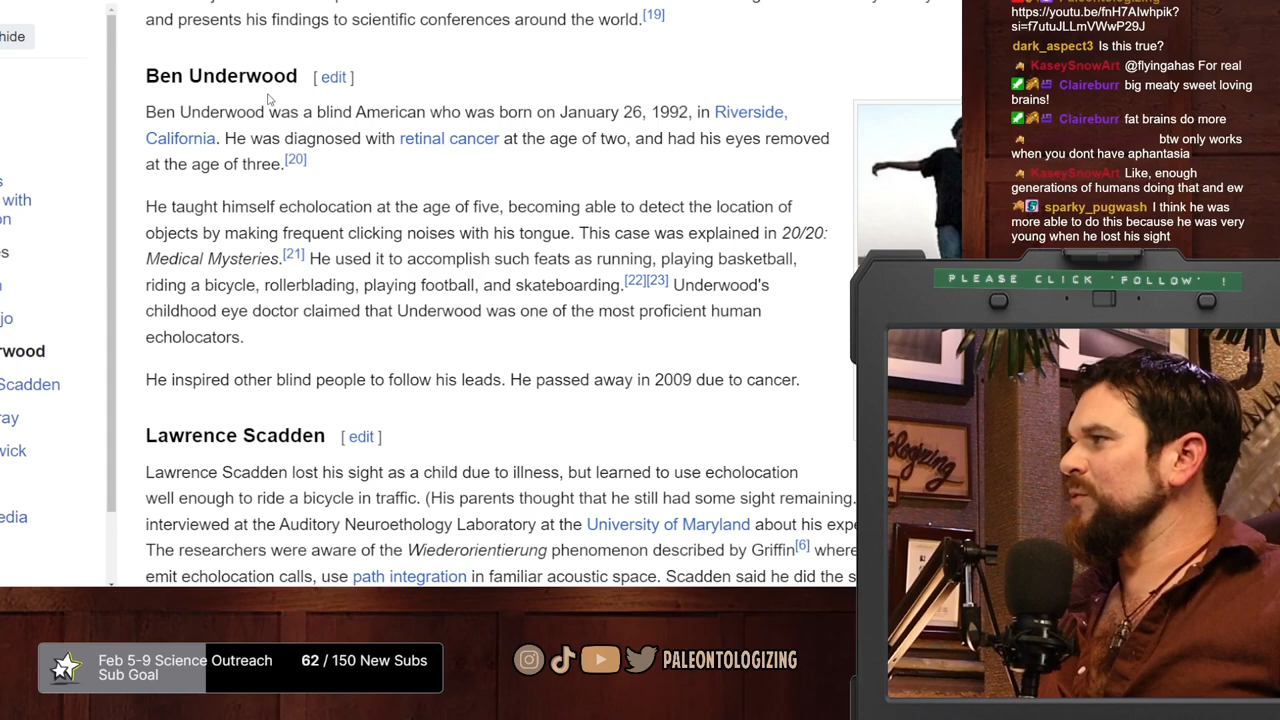 and presents his findings to scientific conferences around the world.[19]
hide
Ben Underwood [ edit ]
Ben Underwood was a blind American who was born on January 26, 1992, in Riverside,
California. He was diagnosed with retinal cancer at the age of two, and had his eyes removed
at the age of three.[20]
He taught himself echolocation at the age of five, becoming able to detect the location of
objects by making frequent clicking noises with his tongue. This case was explained in 20/20:
Medical Mysteries.[21] He used it to accomplish such feats as running, playing basketball,
riding a bicycle, rollerblading, playing football, and skateboarding.[22][23] Underwood's
childhood eye doctor claimed that Underwood was one of the most proficient human
echolocators.
He inspired other blind people to follow his leads. He passed away in 2009 due to cancer.
Lawrence Scadden [ edit ]
Lawrence Scadden lost his sight as a child due to illness, but learned to use echolocation
well enough to ride a bicycle in traffic. (His parents thought that he still had some sight remaining.
interviewed at the Auditory Neuroethology Laboratory at the University of Maryland about his expe
The researchers were aware of the Wiederorientierung phenomenon described by Griffin[6] where
emit echolocation calls, use path integration in familiar acoustic space. Scadden said he did the s
s
with
on
es
n
jo
rwood
Scadden
ray
wick
edia
https://youtu.be/fnH7AIwhpik?
si=f7utuJLLmVWwP29J
dark_aspect3 Is this true?
KaseySnowArt @flyingahas For real
Claireburr big meaty sweet loving
brains!
Claireburr fat brains do more
btw only works
when you dont have aphantasia
KaseySnowArt Like, enough
generations of humans doing that and ew
sparky_pugwash I think he was
more able to do this because he was very
young when he lost his sight
PLEASE CLICK 'FOLLOW' !
ologizing
Feb 5-9 Science Outreach
Sub Goal
62 / 150 New Subs
PALEONTOLOGIZING